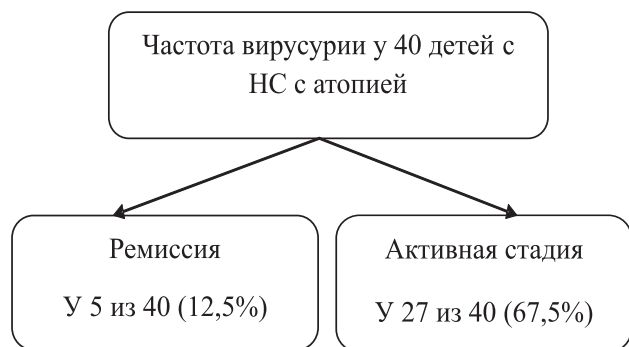 Частота вирусурии у 40 детей с
НС с атопией
Ремиссия
У 5 из 40 (12,5%)
Активная стадия
У 27 из 40 (67,5%)